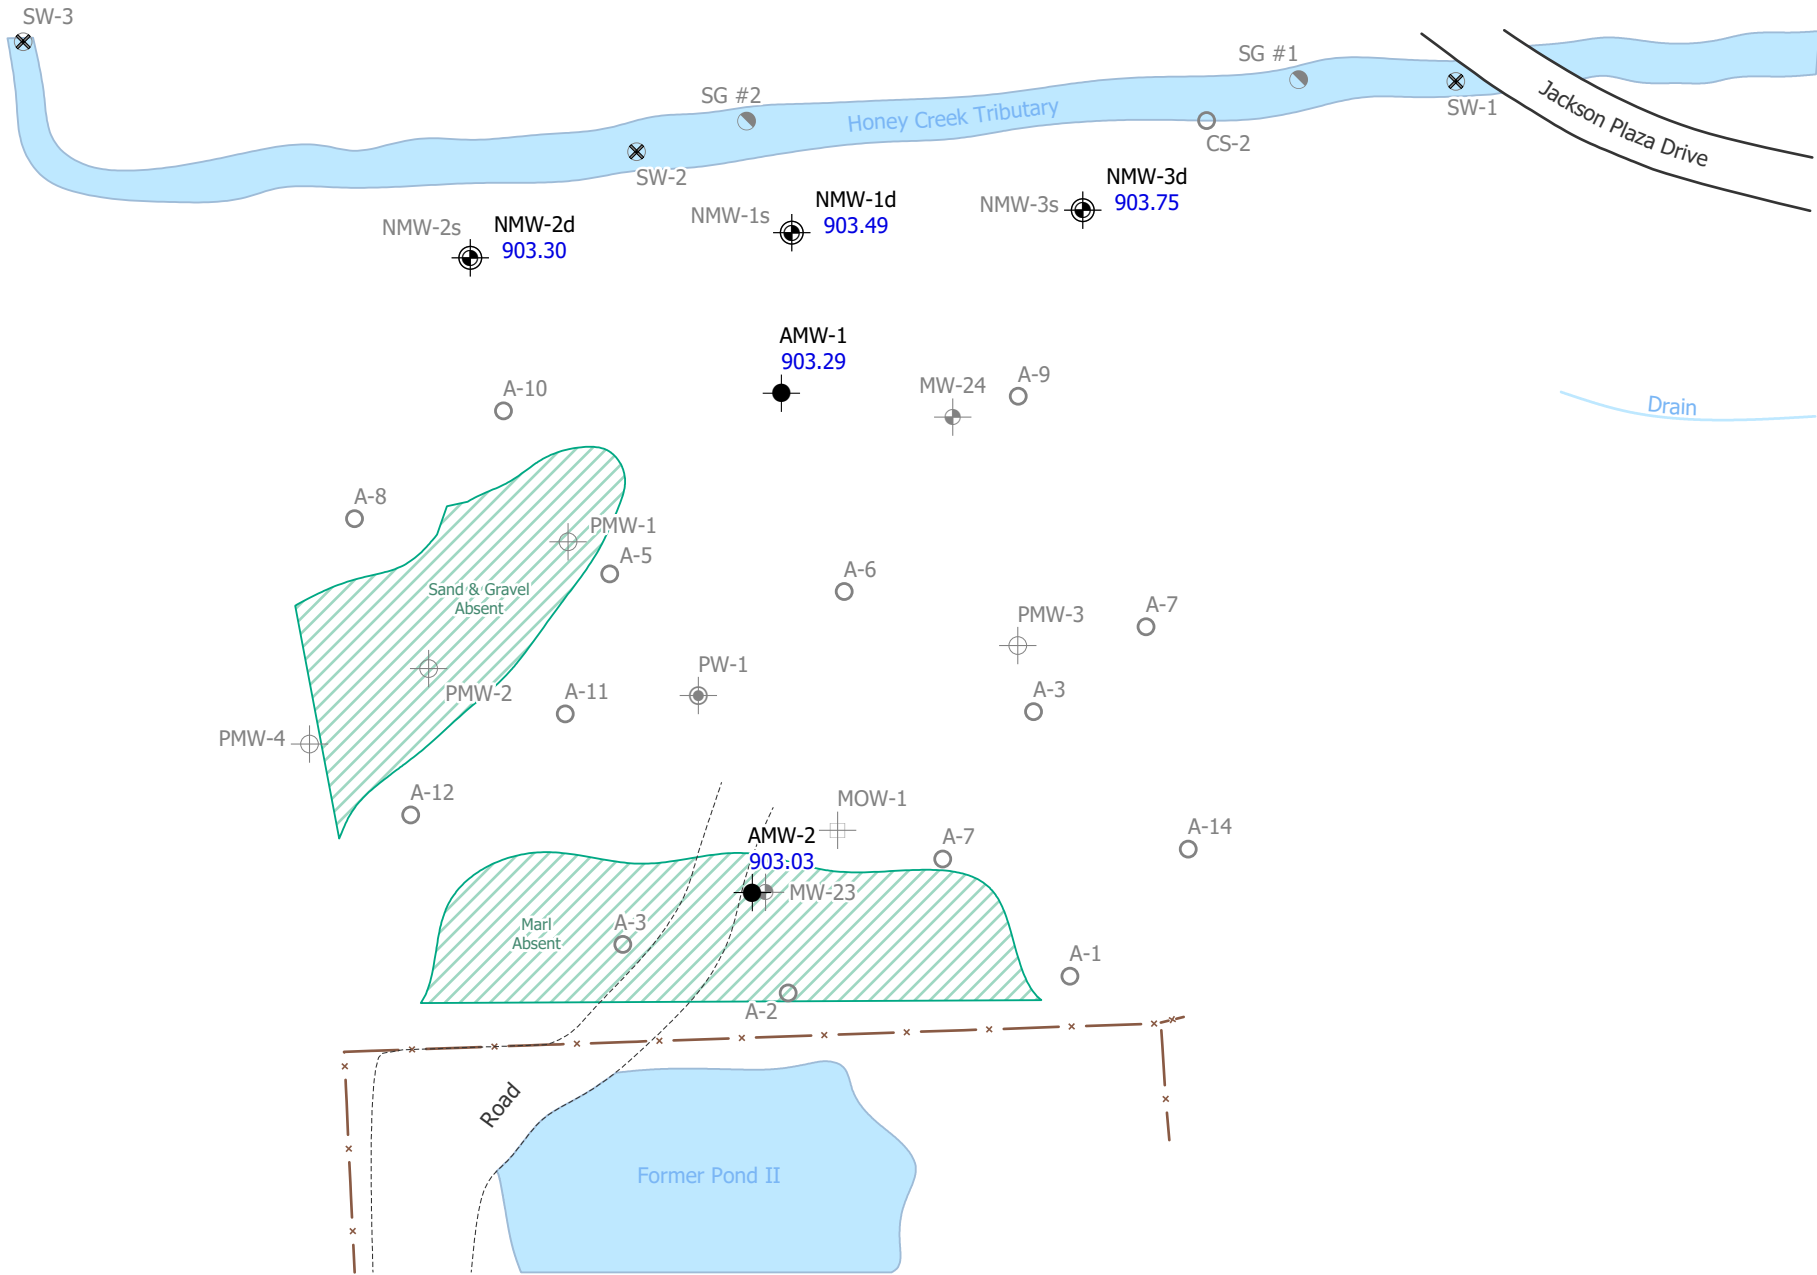 SW-3
SG #1
SG #2
Honey Creek Tributary
SW-1
Jackson Plaza Drive
CS-2
SW-2
NMW-3d
903.75
NMW-3s
NMW-1d
903.49
NMW-1s
NMW-2d
903.30
NMW-2s
AMW-1
903.29
MW-24
A-9
A-10
Drain
A-8
PMW-1
A-5
A-6
Sand & Gravel
Absent
PMW-3
A-7
PW-1
PMW-2
A-11
A-3
PMW-4
A-12
MOW-1
AMW-2
903.03
A-7
A-14
MW-23
Marl
Absent
A-3
A-1
A-2
Road
Former Pond II